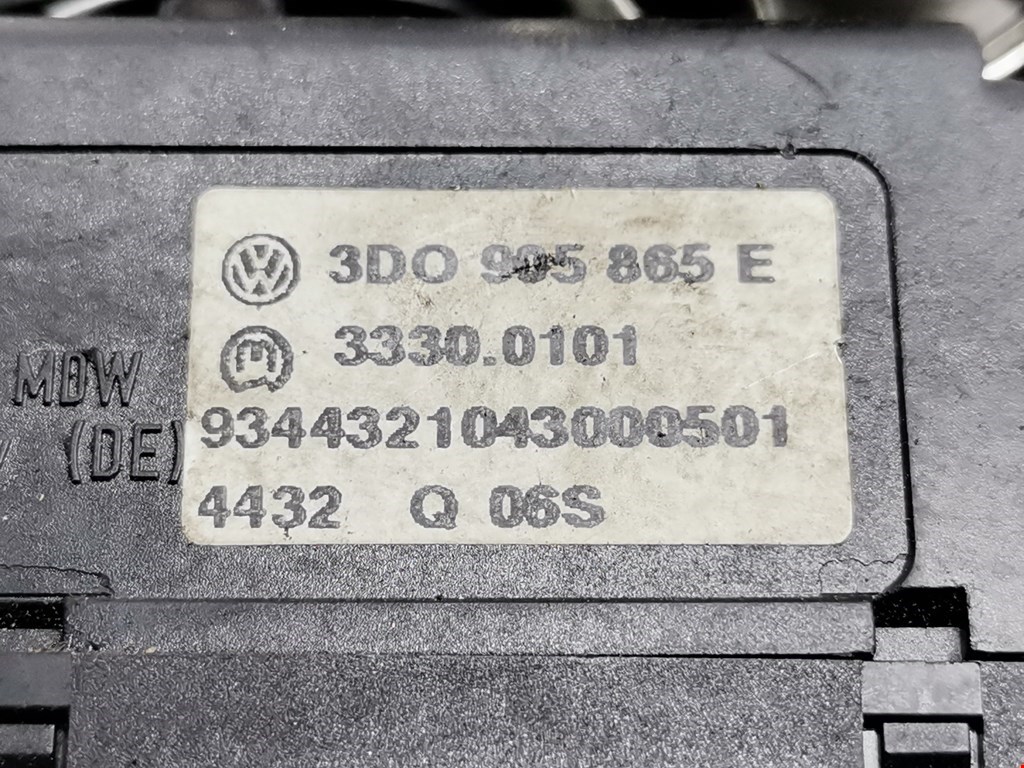 3D0 905 865 E
3330.0101
9344321043000501
4432 Q 06S
MDW
(DE)